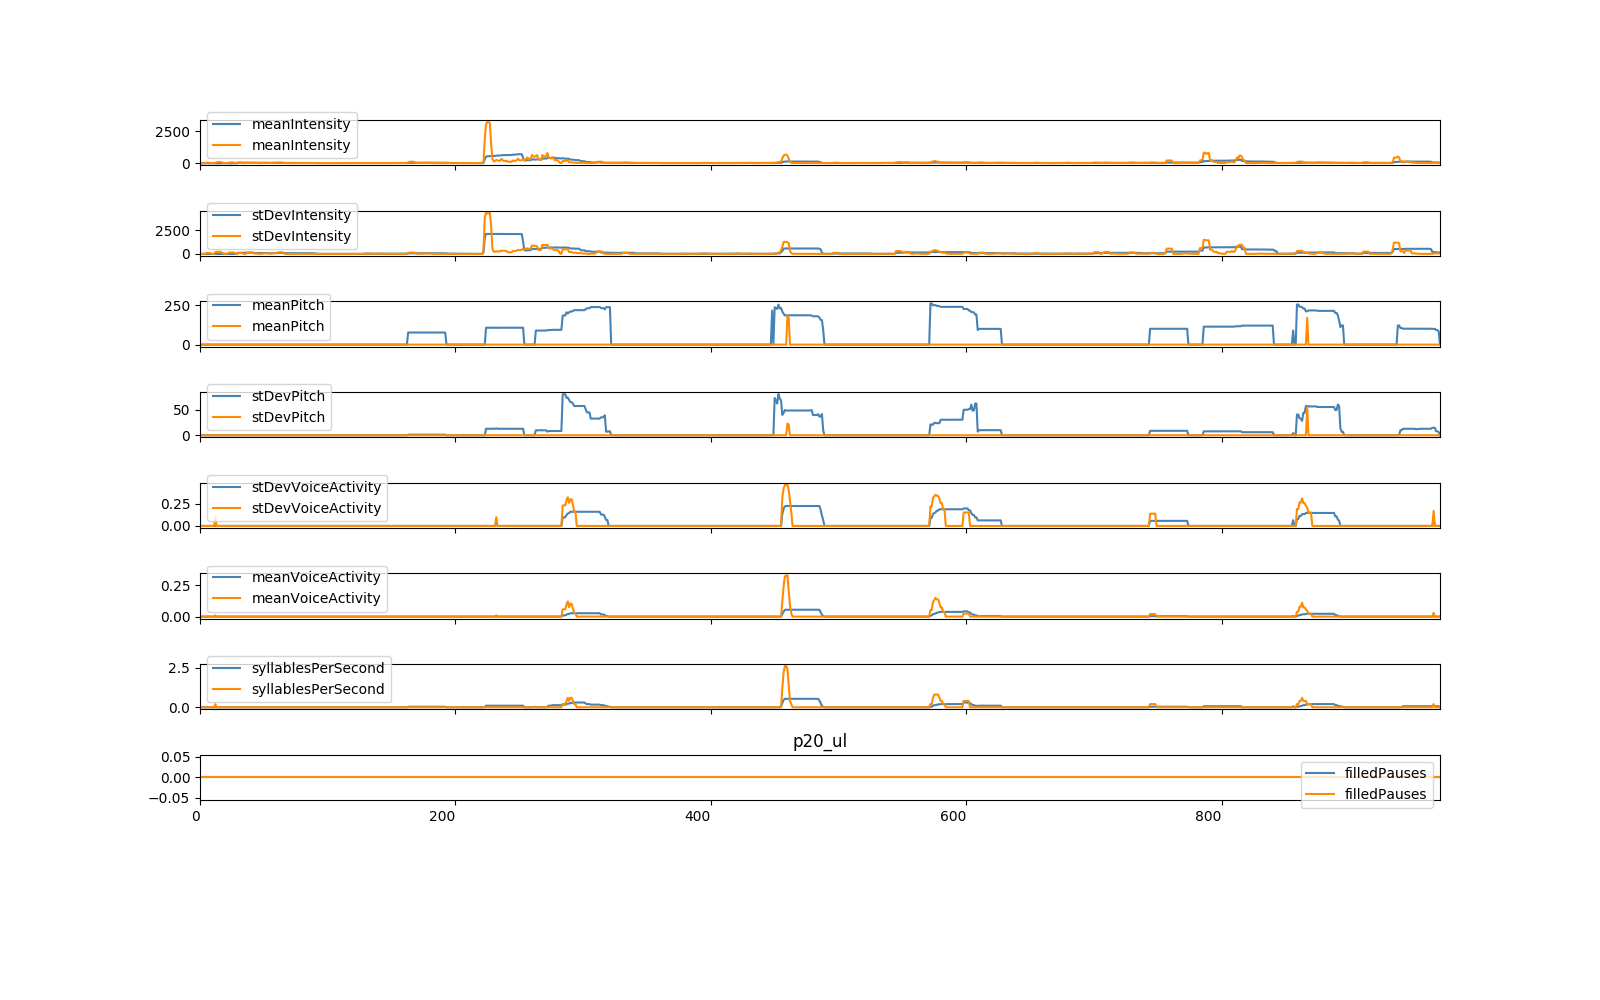 meanIntensity
meanIntensity
2500
0
stDevIntensity
stDevIntensity
2500
0
meanPitch
meanPitch
250
0
stDevPitch
stDevPitch
50
0
stDevVoiceActivity
stDevVoiceActivity
0.25
0.00
meanVoiceActivity
meanVoiceActivity
0.25
0.00
syllablesPerSecond
syllablesPerSecond
2.5
0.0
p20_ul
0.05
0.00
−0.05
filledPauses
filledPauses
0 200 400 600 800